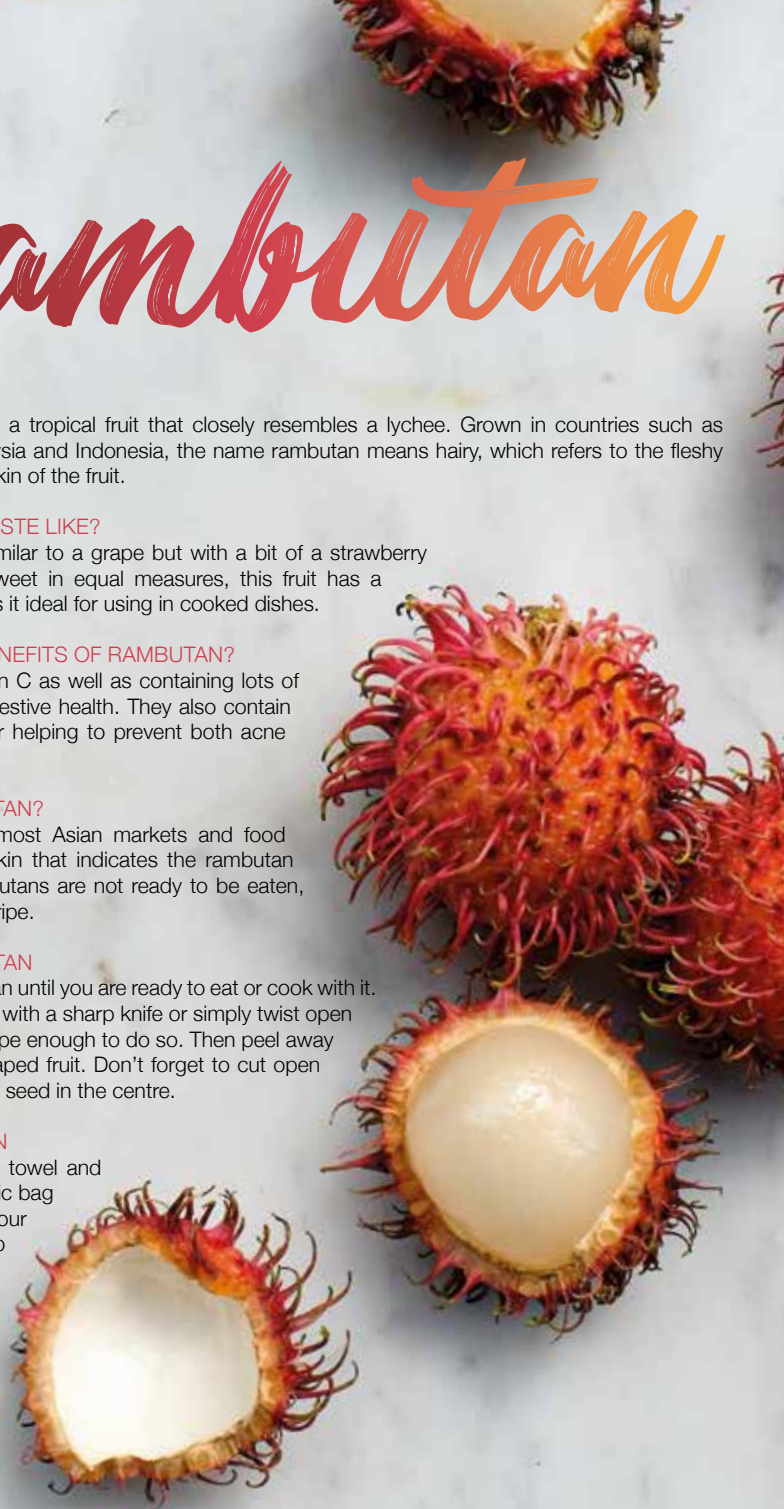 ambutan
a tropical fruit that closely resembles a lychee. Grown in countries such as
sia and Indonesia, the name rambutan means hairy, which refers to the fleshy
kin of the fruit.
STE LIKE?
milar to a grape but with a bit of a strawberry
weet in equal measures, this fruit has a
s it ideal for using in cooked dishes.
NEFITS OF RAMBUTAN?
n C as well as containing lots of
estive health. They also contain
r helping to prevent both acne
TAN?
most Asian markets and food
kin that indicates the rambutan
utans are not ready to be eaten,
ripe.
TAN
an until you are ready to eat or cook with it.
with a sharp knife or simply twist open
pe enough to do so. Then peel away
aped fruit. Don't forget to cut open
seed in the centre.
N
towel and
ic bag
our
o